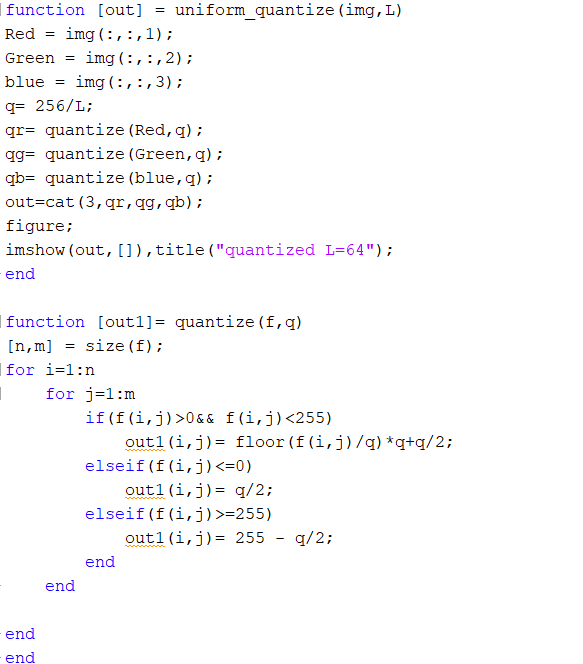 function [out] = uniform_quantize(img,L)
Red = img(:,:,1);
Green = img(:,:,2);
blue = img(:,:,3);
q= 256/L;
qr= quantize(Red,q);
qg= quantize(Green,q);
qb= quantize(blue,q);
out=cat(3,qr,qg,qb);
figure;
imshow(out,[]),title("quantized L=64");
end
function [out1]= quantize(f,q)
[n,m] = size(f);
for i=1:n
    for j=1:m
        if(f(i,j)>0&& f(i,j)<255)
            out1(i,j)= floor(f(i,j)/q)*q+q/2;
        elseif(f(i,j)<=0)
            out1(i,j)= q/2;
        elseif(f(i,j)>=255)
            out1(i,j)= 255 - q/2;
        end
    end
end
end